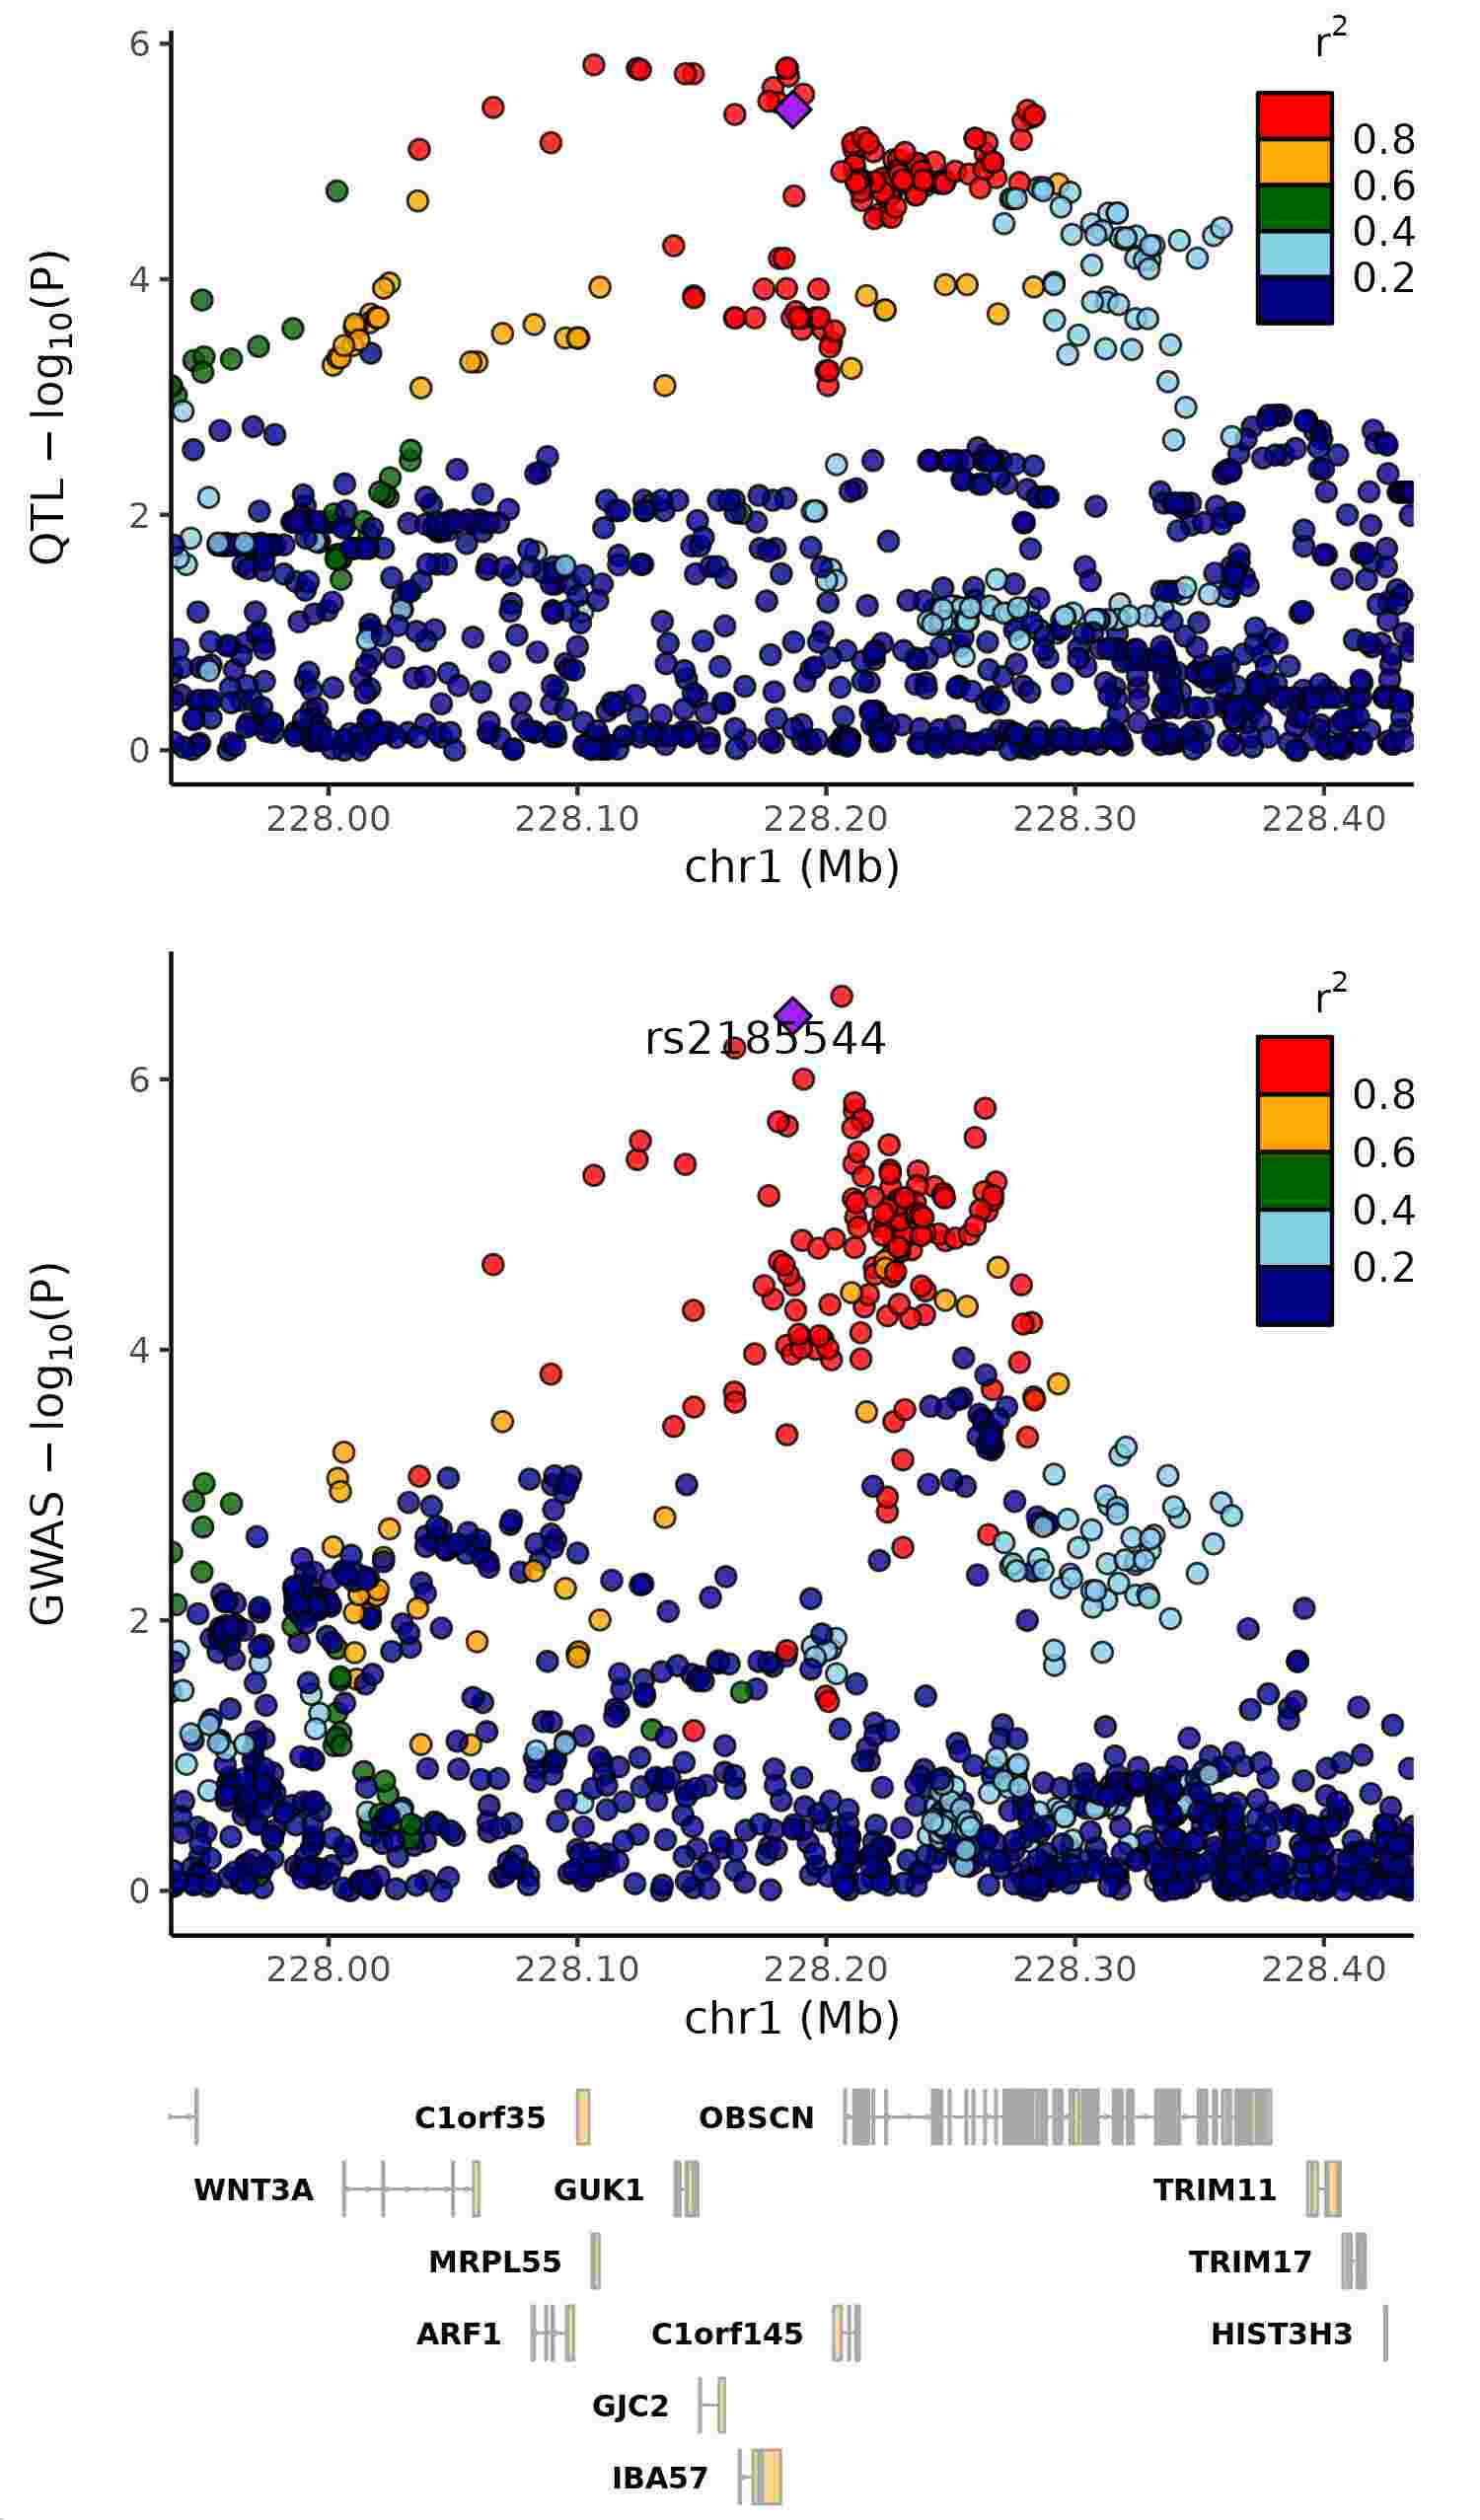 6
4
2
0
QTL − log10(P)
r2
0.8
0.6
0.4
0.2
228.00 228.10 228.20 228.30 228.40
chr1 (Mb)
rs2185544
6
4
2
0
GWAS − log10(P)
r2
0.8
0.6
0.4
0.2
228.00 228.10 228.20 228.30 228.40
chr1 (Mb)
C1orf35 OBSCN
WNT3A GUK1 TRIM11
MRPL55 TRIM17
ARF1 C1orf145 HIST3H3
GJC2
IBA57